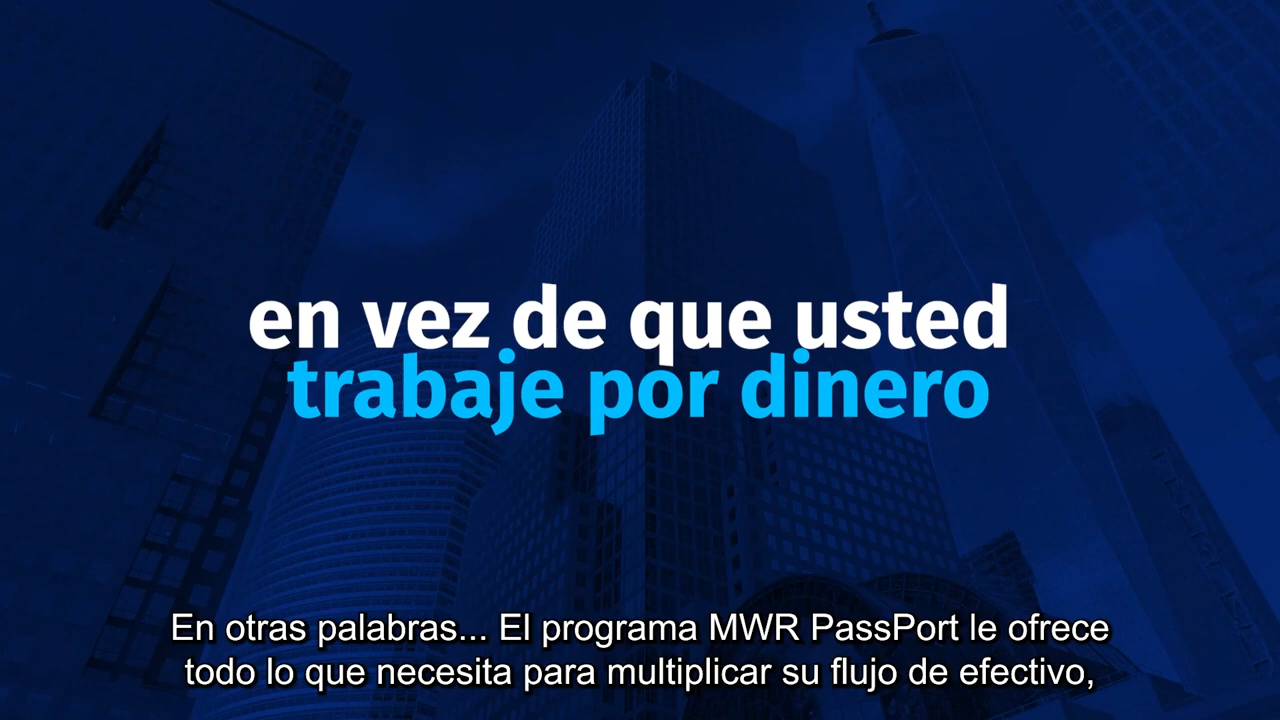 en vez de que usted
trabaje por dinero
En otras palabras... El programa MWR PassPort le ofrece
todo lo que necesita para multiplicar su flujo de efectivo,